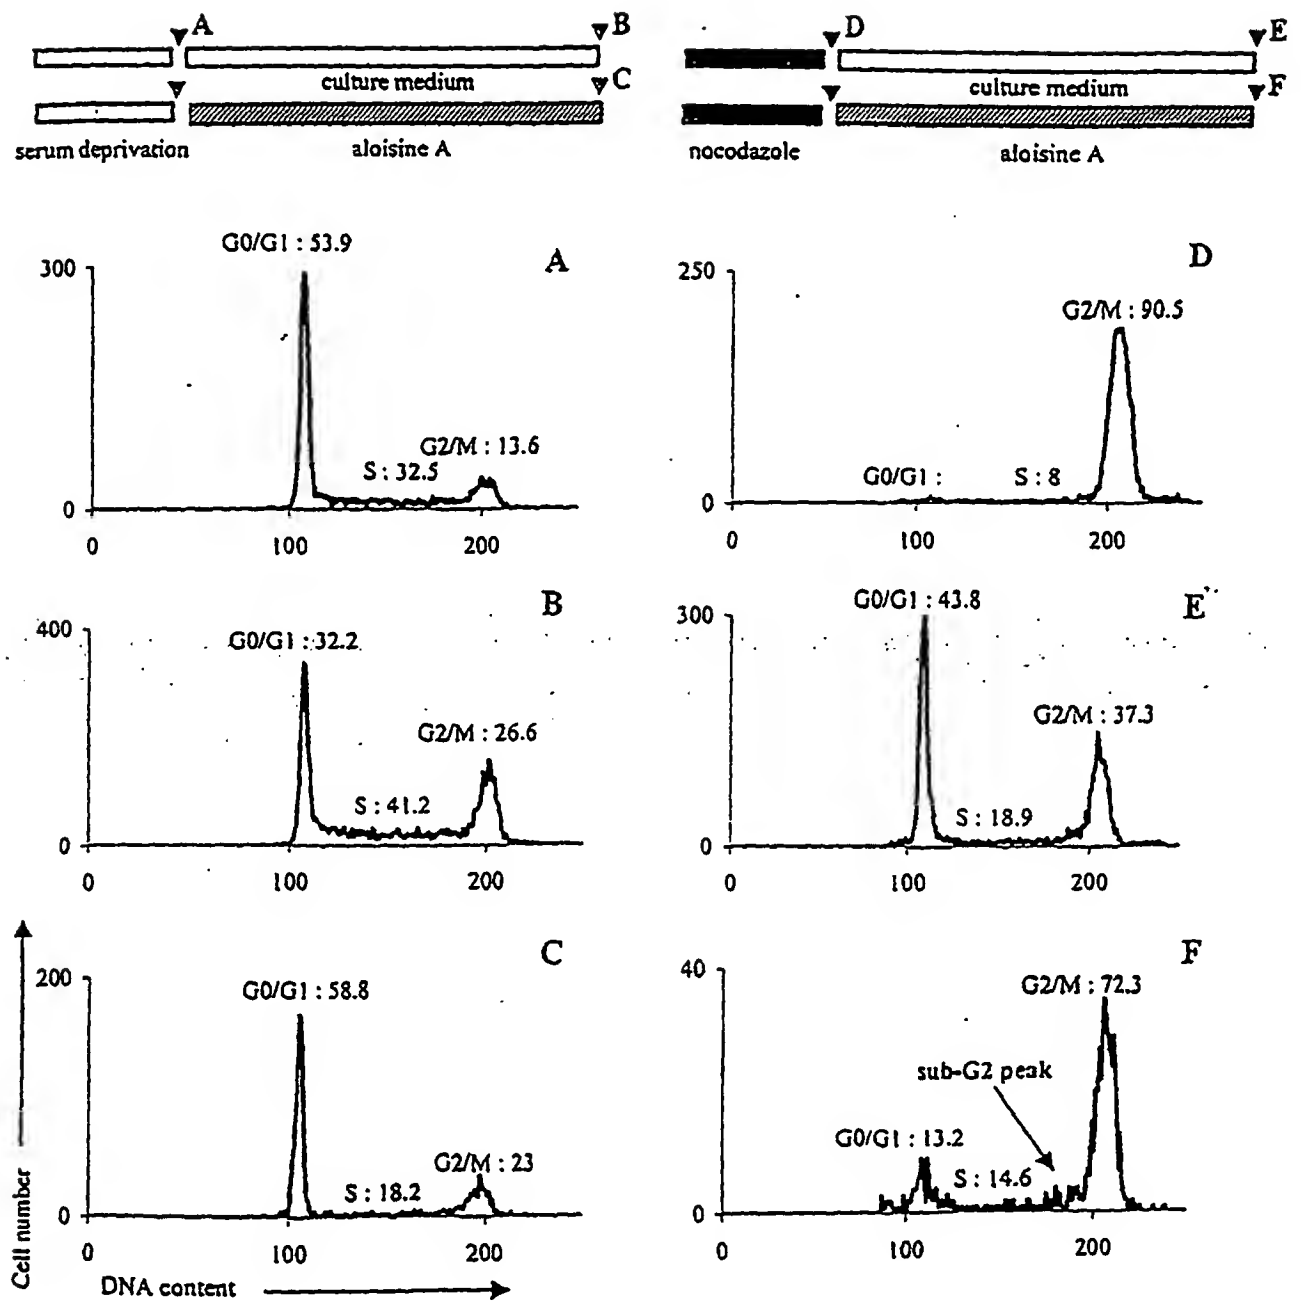 A
B
culture medium
C
serum deprivation
aloisine A
D
E
culture medium
F
nocodazole
aloisine A
A
G0/G1 : 53.9
300
G2/M : 13.6
S : 32.5
0
0 100 200
D
250
G2/M : 90.5
G0/G1 :
S : 8
0
0 100 200
B
400
G0/G1 : 32.2
G2/M : 26.6
S : 41.2
0
0 100 200
E
G0/G1 : 43.8
300
G2/M : 37.3
S : 18.9
0
0 100 200
C
200
G0/G1 : 58.8
G2/M : 23
S : 18.2
0
0 100 200
Cell number
DNA content
F
40
G2/M : 72.3
sub-G2 peak
G0/G1 : 13.2
S : 14.6
0
0 100 200